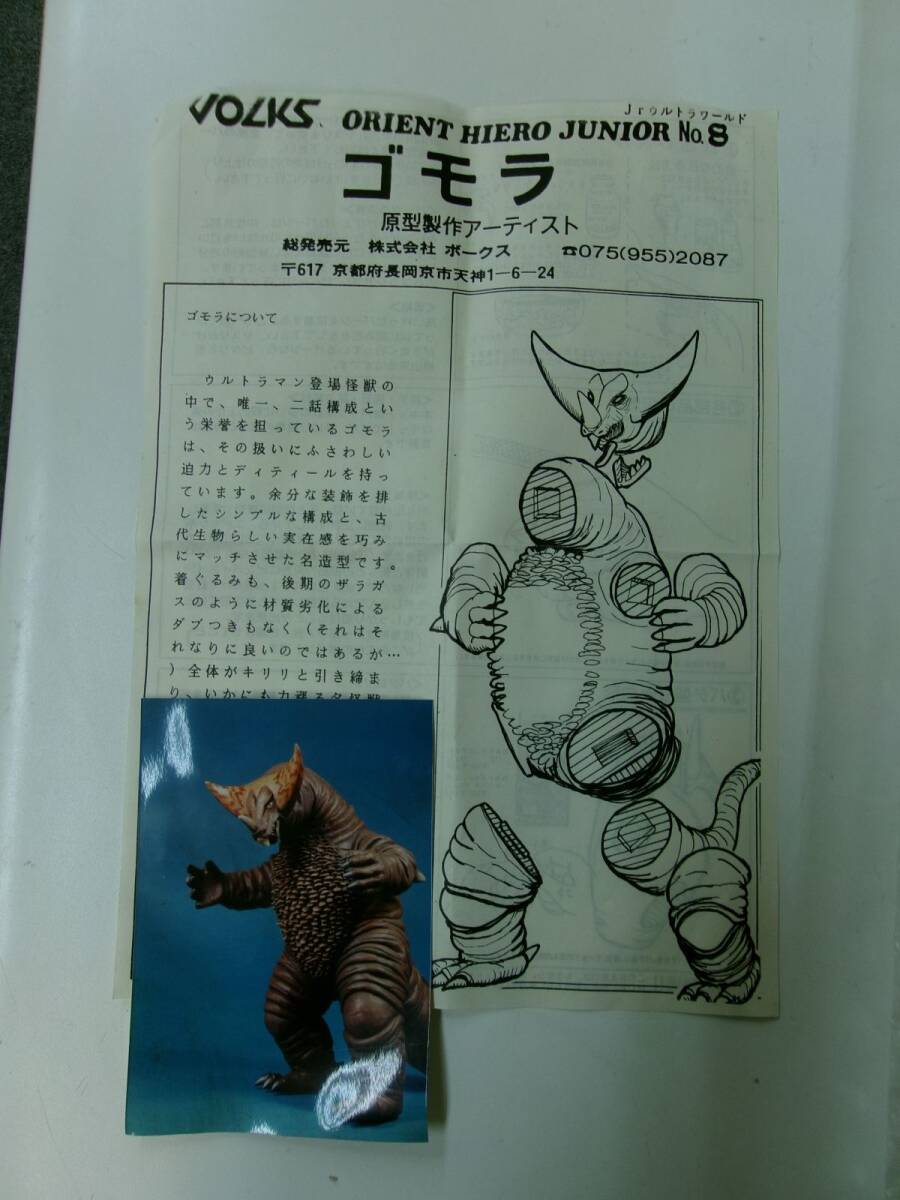 VOLKS
Jrウルトラワールド
ORIENT HIERO JUNIOR No.8
ゴモラ
原型製作アーティスト
総発売元 株式会社 ボークス ☎075(955)2087
〒617 京都府長岡京市天神1-6-24
ゴモラについて
ウルトラマン登場怪獣の
中で、唯一、二話構成とい
う栄誉を担っているゴモラ
は、その扱いにふさわしい
迫力とディティールを持っ
ています。余分な装飾を排
したシンプルな構成と、古
代生物らしい実在感を巧み
にマッチさせた名造型です。
着ぐるみも、後期のザラガ
スのように材質劣化による
ダブつきもなく(それはそ
れなりに良いのではあるが…
)全体がキリリと引き締ま
り、いかにも力